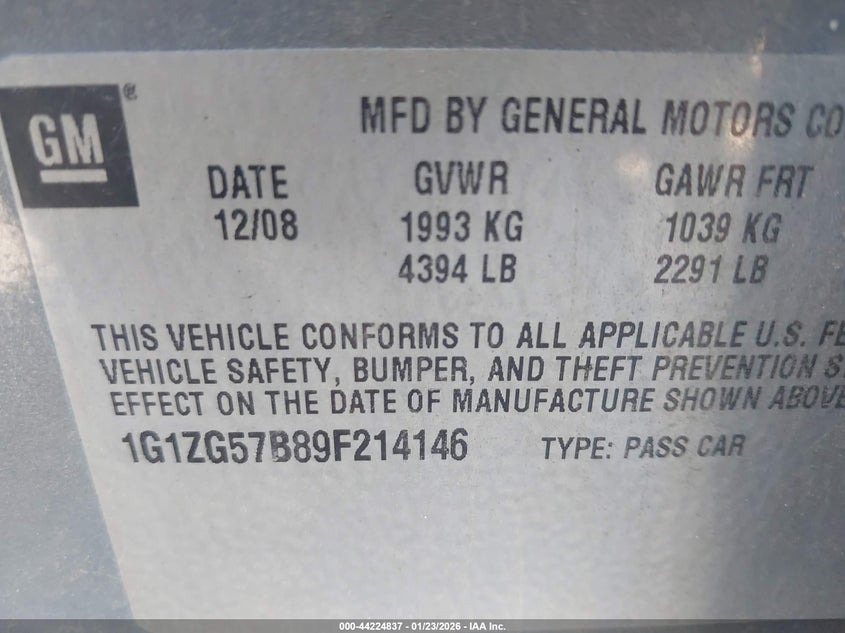 GM®
MFD BY GENERAL MOTORS CO
DATE GVWR GAWR FRT
12/08 1993 KG 1039 KG
4394 LB 2291 LB
THIS VEHICLE CONFORMS TO ALL APPLICABLE U.S. FE
VEHICLE SAFETY, BUMPER, AND THEFT PREVENTION S
EFFECT ON THE DATE OF MANUFACTURE SHOWN ABOVE
1G1ZG57B89F214146 TYPE: PASS CAR
000-44224837 - 01/23/2026 - IAA Inc.